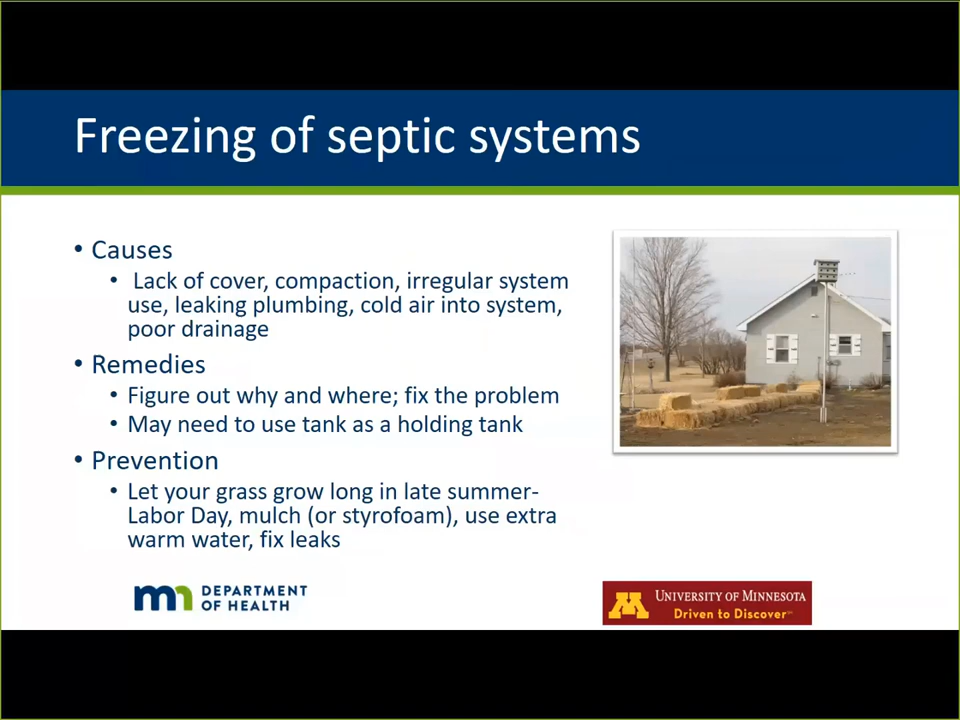 Freezing of septic systems
• Causes
• Lack of cover, compaction, irregular system
use, leaking plumbing, cold air into system,
poor drainage
• Remedies
• Figure out why and where; fix the problem
• May need to use tank as a holding tank
• Prevention
• Let your grass grow long in late summer-
Labor Day, mulch (or styrofoam), use extra
warm water, fix leaks
mn DEPARTMENT
OF HEALTH
M UNIVERSITY OF MINNESOTA
Driven to Discover℠